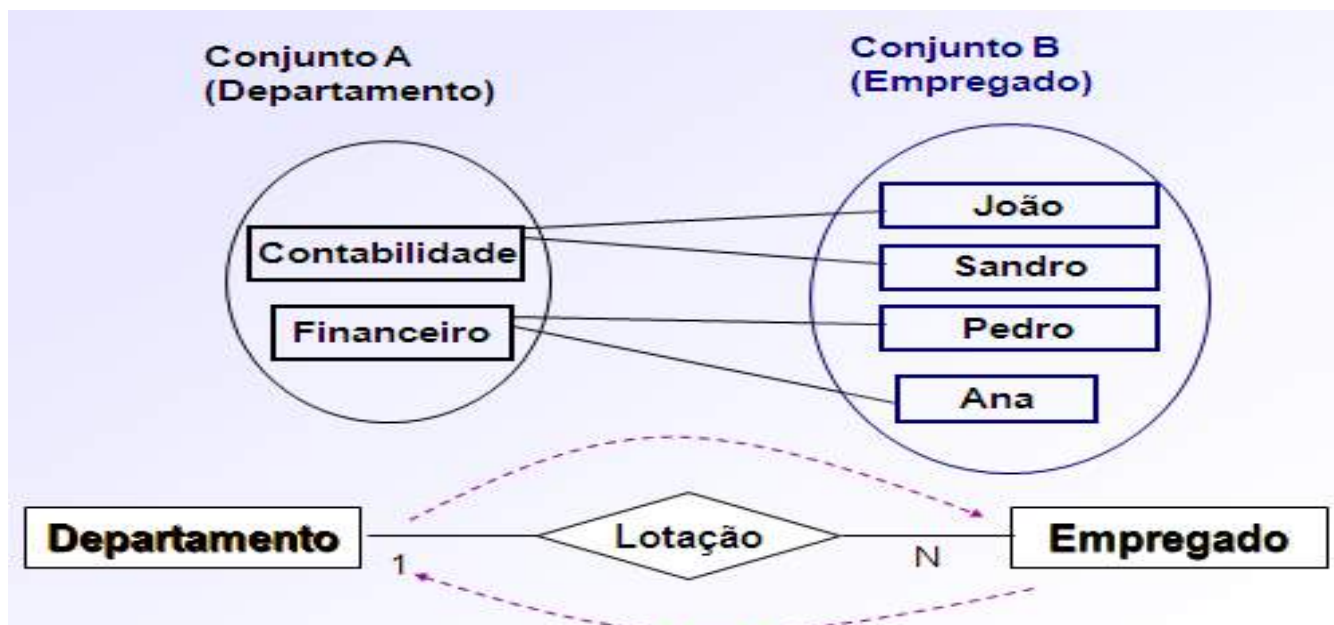 Conjunto A
(Departamento)
Conjunto B
(Empregado)
Contabilidade
Financeiro
João
Sandro
Pedro
Ana
Departamento
1
Lotação
N
Empregado